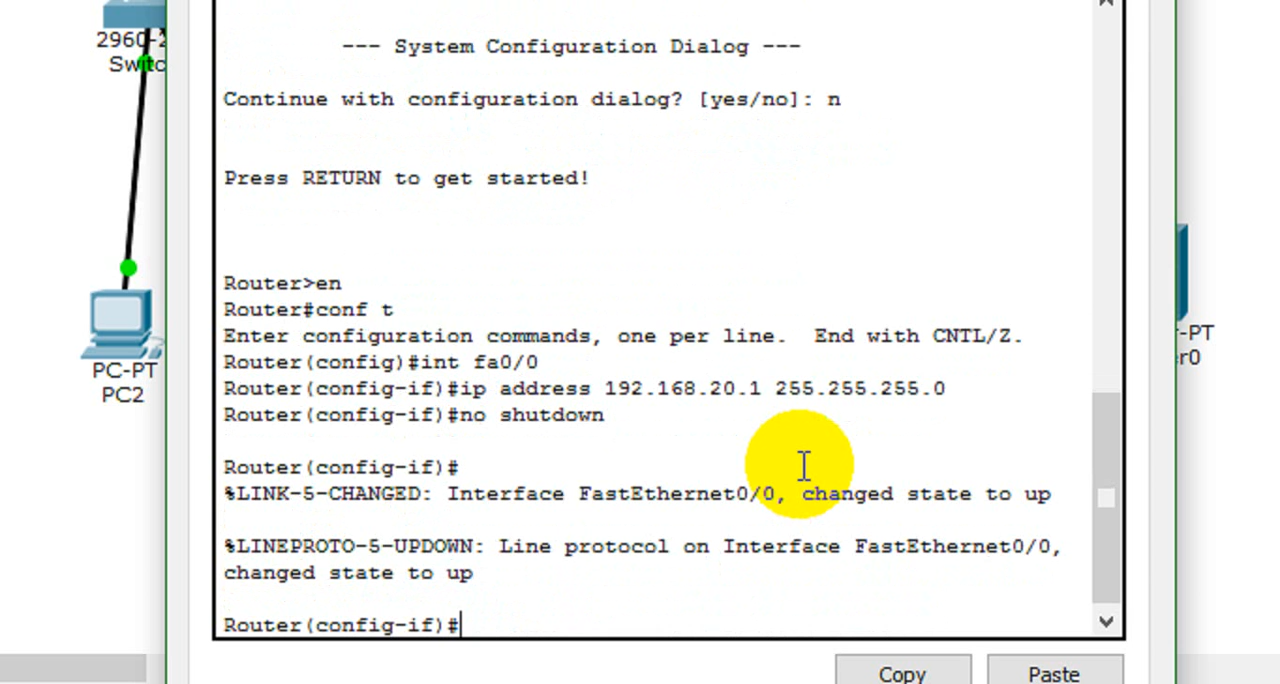 2960-2
Switc
--- System Configuration Dialog ---
Continue with configuration dialog? [yes/no]: n
Press RETURN to get started!
Router>en
Router#conf t
Enter configuration commands, one per line.  End with CNTL/Z.
Router(config)#int fa0/0
Router(config-if)#ip address 192.168.20.1 255.255.255.0
Router(config-if)#no shutdown
Router(config-if)#
%LINK-5-CHANGED: Interface FastEthernet0/0, changed state to up
%LINEPROTO-5-UPDOWN: Line protocol on Interface FastEthernet0/0,
changed state to up
Router(config-if)#
PC-PT
PC2
r-PT
er0
Copy
Paste